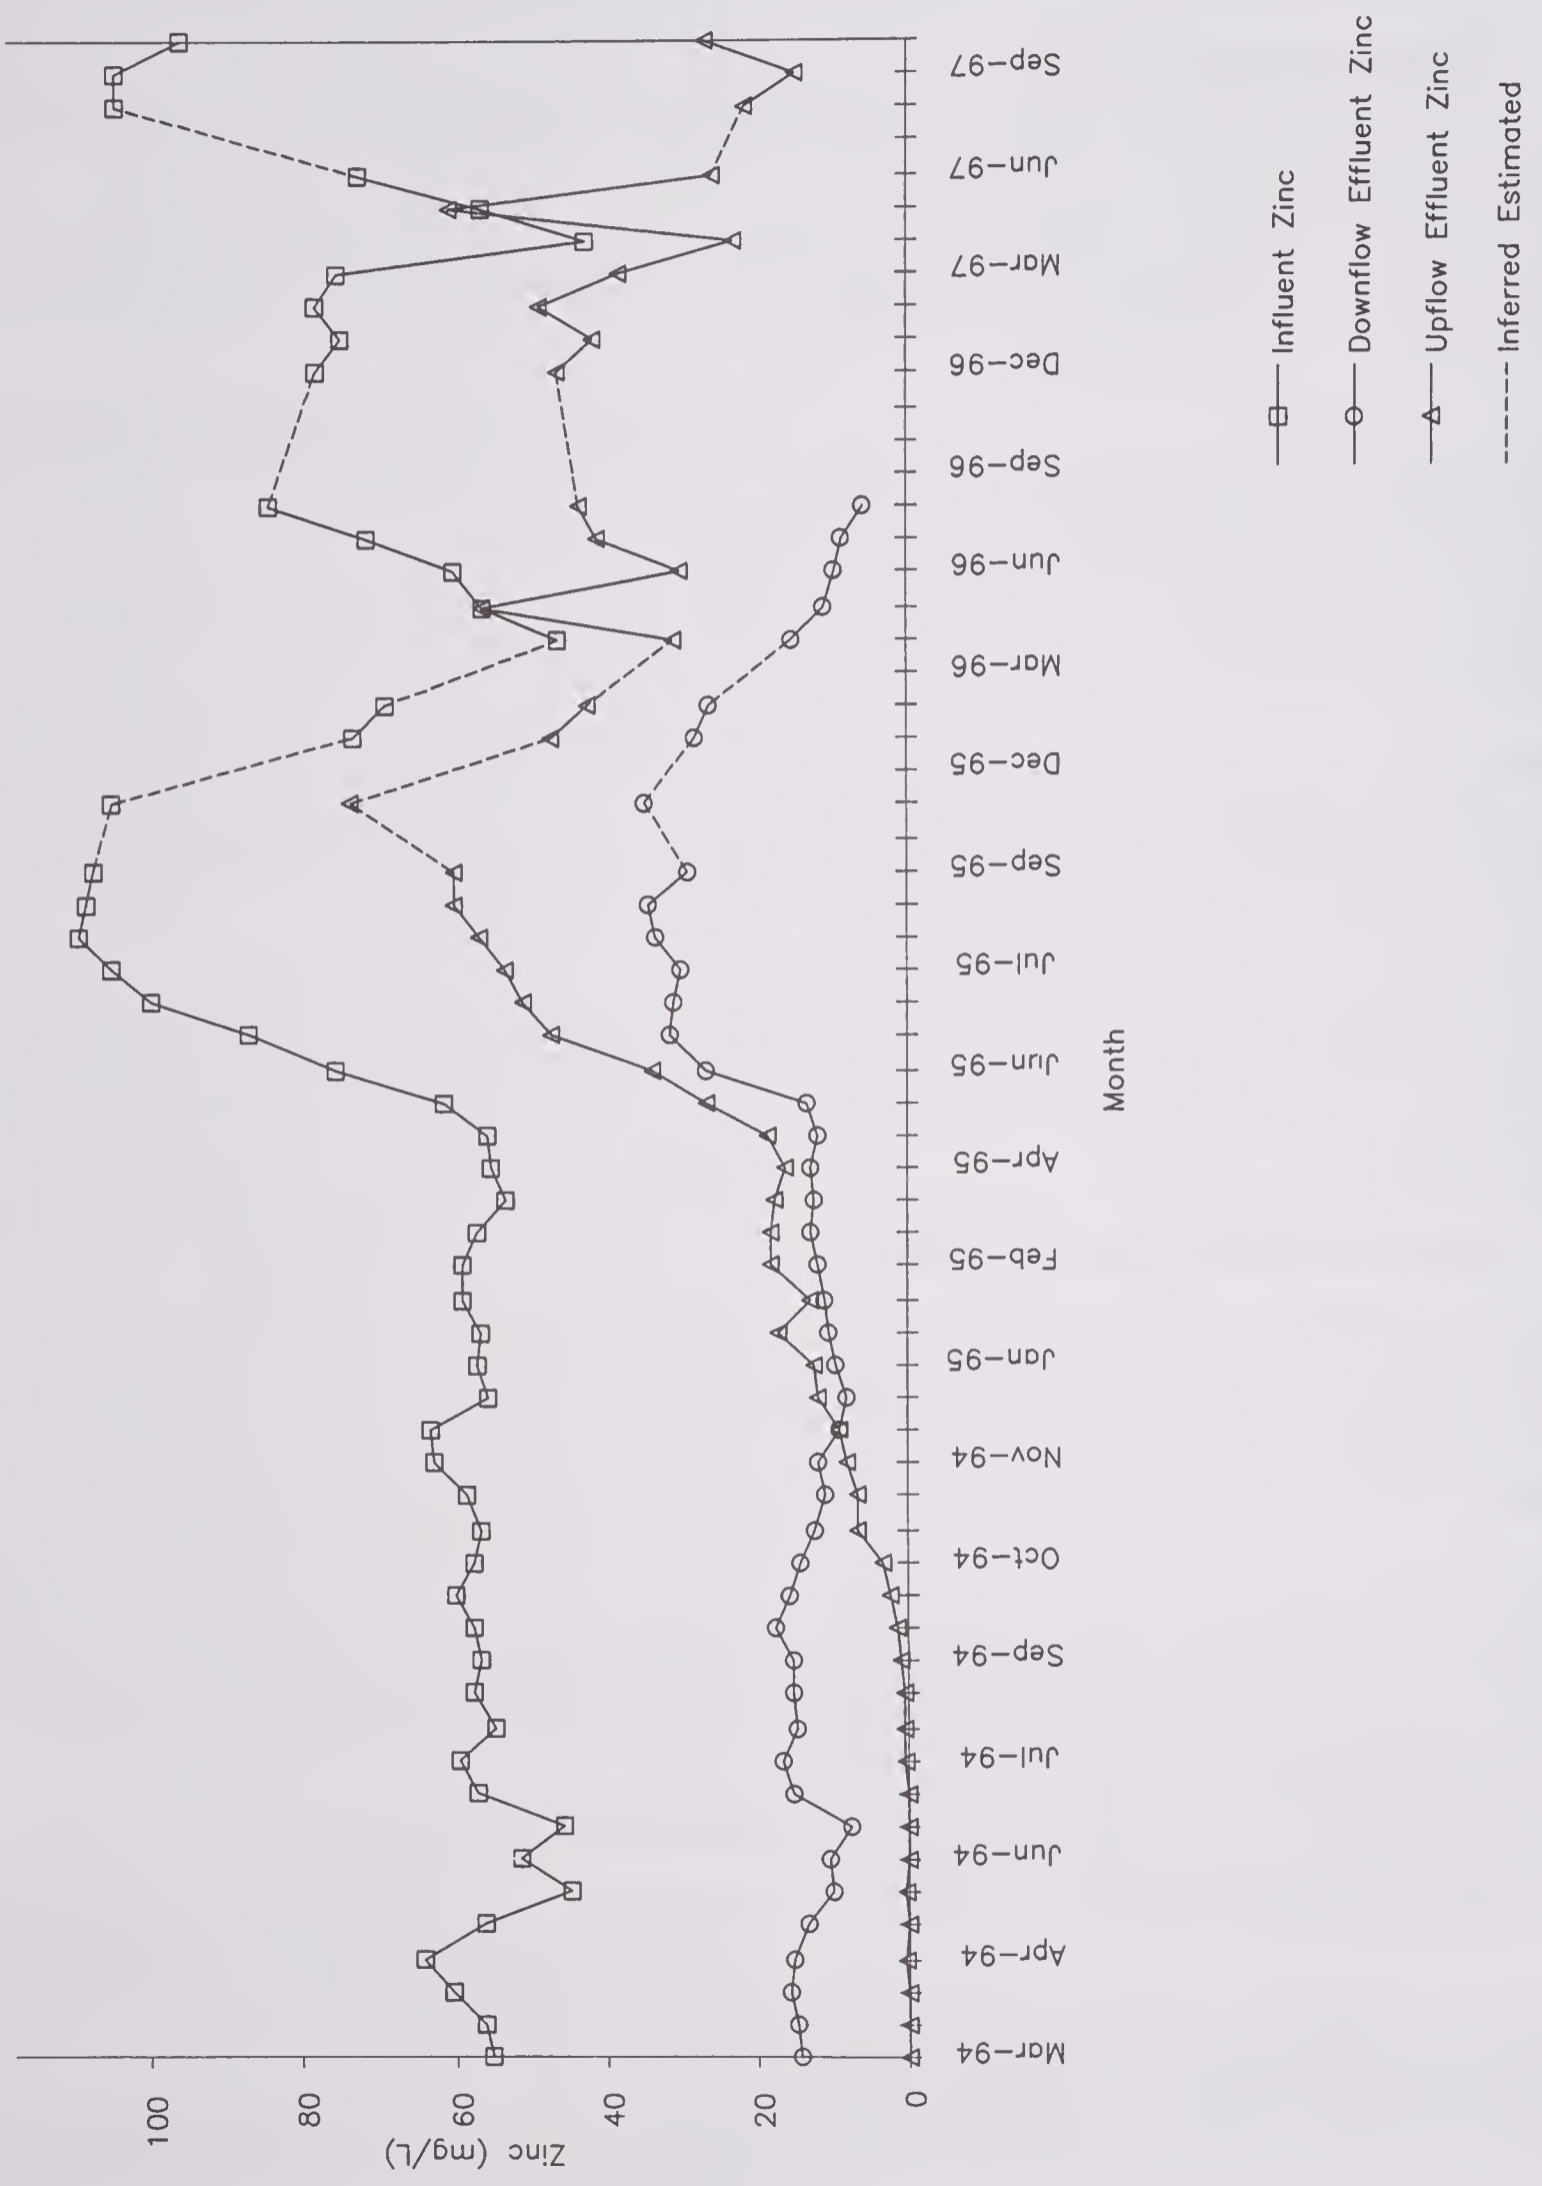 Zinc (mg/L)
100
80
60
40
20
0
Mar-94
Apr-94
Jun-94
Jul-94
Sep-94
Oct-94
Nov-94
Jan-95
Feb-95
Apr-95
Jun-95
Jul-95
Sep-95
Dec-95
Mar-96
Jun-96
Sep-96
Dec-96
Mar-97
Jun-97
Sep-97
Month
Influent Zinc
Downflow Effluent Zinc
Upflow Effluent Zinc
Inferred Estimated